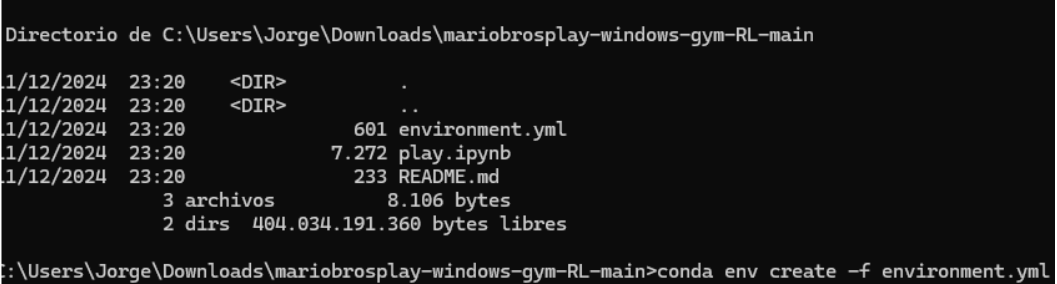 Directorio de C:\Users\Jorge\Downloads\mariobrosplay-windows-gym-RL-main
11/12/2024  23:20    <DIR>          .
11/12/2024  23:20    <DIR>          ..
11/12/2024  23:20               601 environment.yml
11/12/2024  23:20             7.272 play.ipynb
11/12/2024  23:20               233 README.md
3 archivos          8.106 bytes
2 dirs  404.034.191.360 bytes libres
C:\Users\Jorge\Downloads\mariobrosplay-windows-gym-RL-main>conda env create -f environment.yml